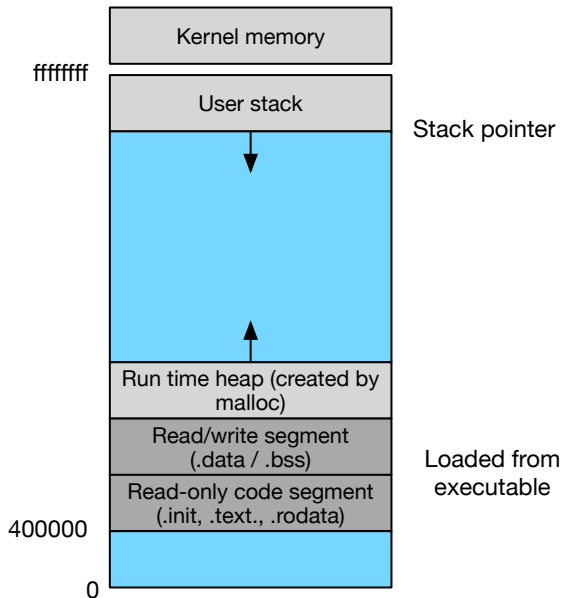 Kernel memory
ffffffff
User stack
Stack pointer
Run time heap (created by
malloc)
Read/write segment
(.data / .bss)
Loaded from
executable
Read-only code segment
(.init, .text., .rodata)
400000
0